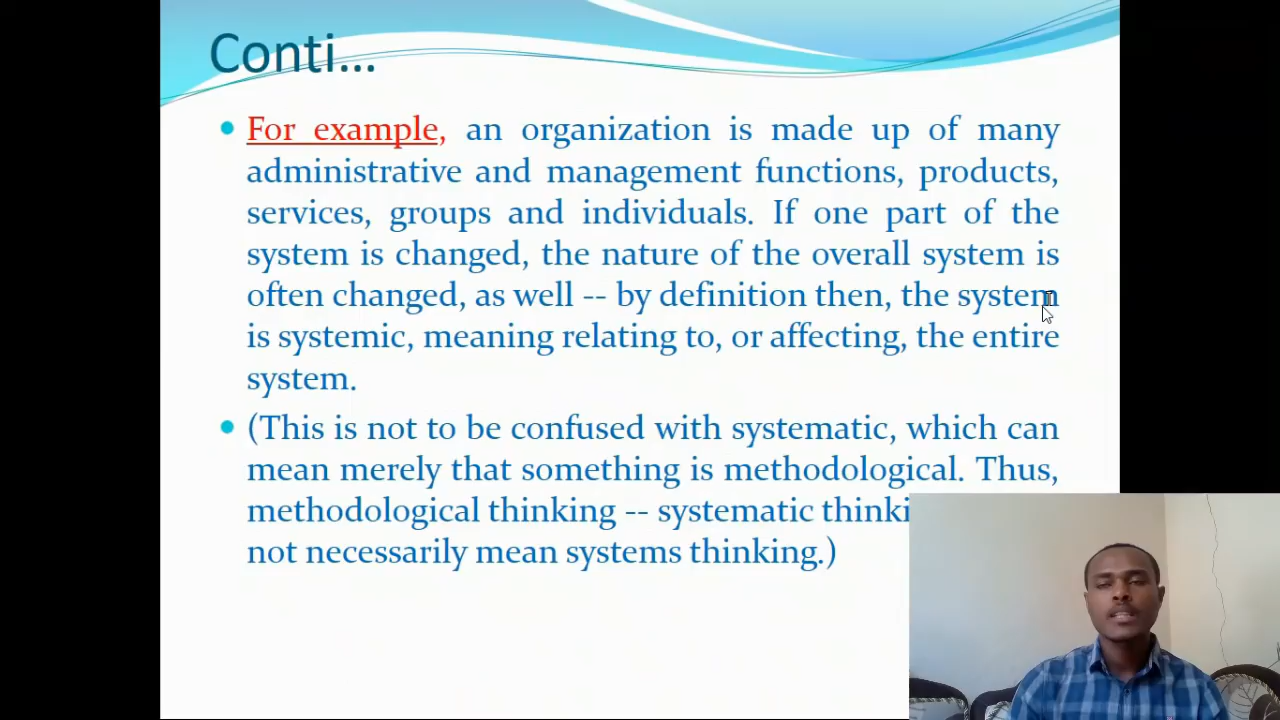 Conti...
For example, an organization is made up of many
administrative and management functions, products,
services, groups and individuals. If one part of the
system is changed, the nature of the overall system is
often changed, as well -- by definition then, the system
is systemic, meaning relating to, or affecting, the entire
system.
(This is not to be confused with systematic, which can
mean merely that something is methodological. Thus,
methodological thinking -- systematic
not necessarily mean systems thinking.)